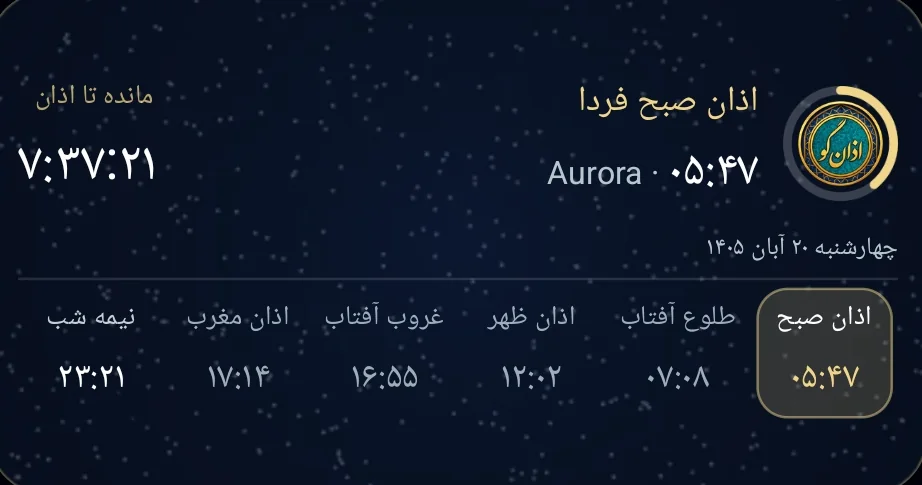 اذان گو
اذان صبح فردا
۰۵:۴۷ · Aurora
مانده تا اذان
۷:۳۷:۲۱
چهارشنبه ۲۰ آبان ۱۴۰۵
اذان صبح طلوع آفتاب اذان ظهر غروب آفتاب اذان مغرب نیمه شب
۰۵:۴۷ ۰۷:۰۸ ۱۲:۰۲ ۱۶:۵۵ ۱۷:۱۴ ۲۳:۲۱